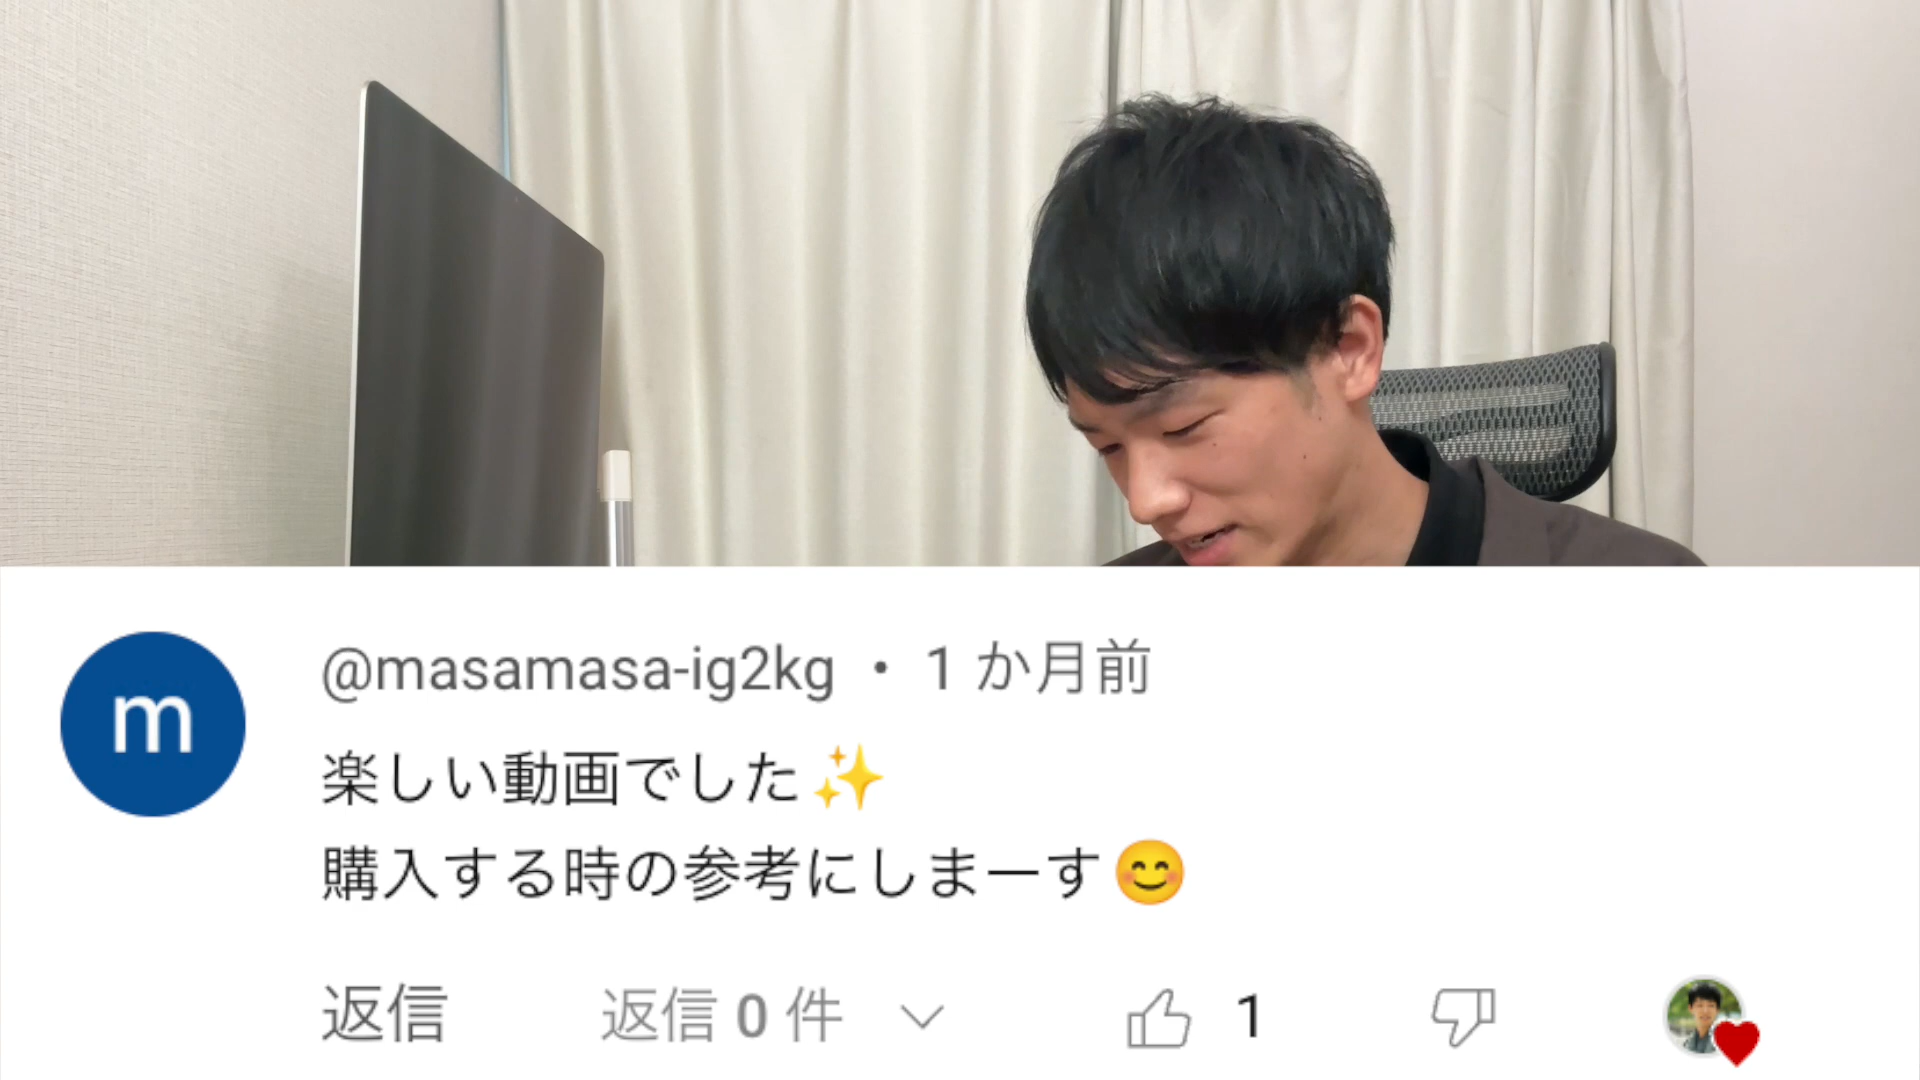 m
@masamasa-ig2kg ・ 1 か月前
楽しい動画でした✨
購入する時の参考にしまーす😊
返信 返信 0 件 1